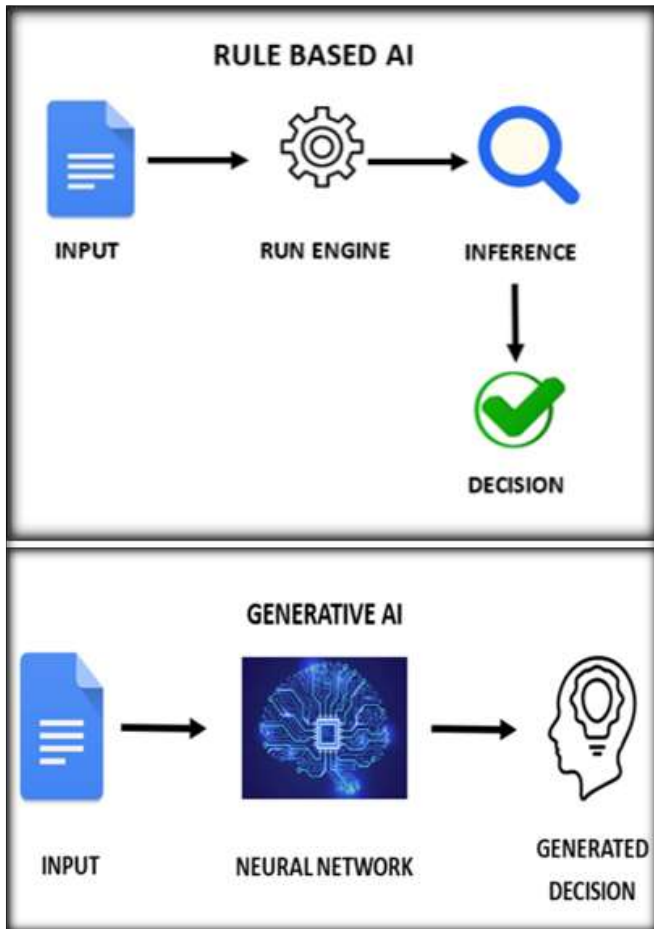 RULE BASED AI
INPUT
RUN ENGINE
INFERENCE
DECISION
GENERATIVE AI
INPUT
NEURAL NETWORK
GENERATED
DECISION